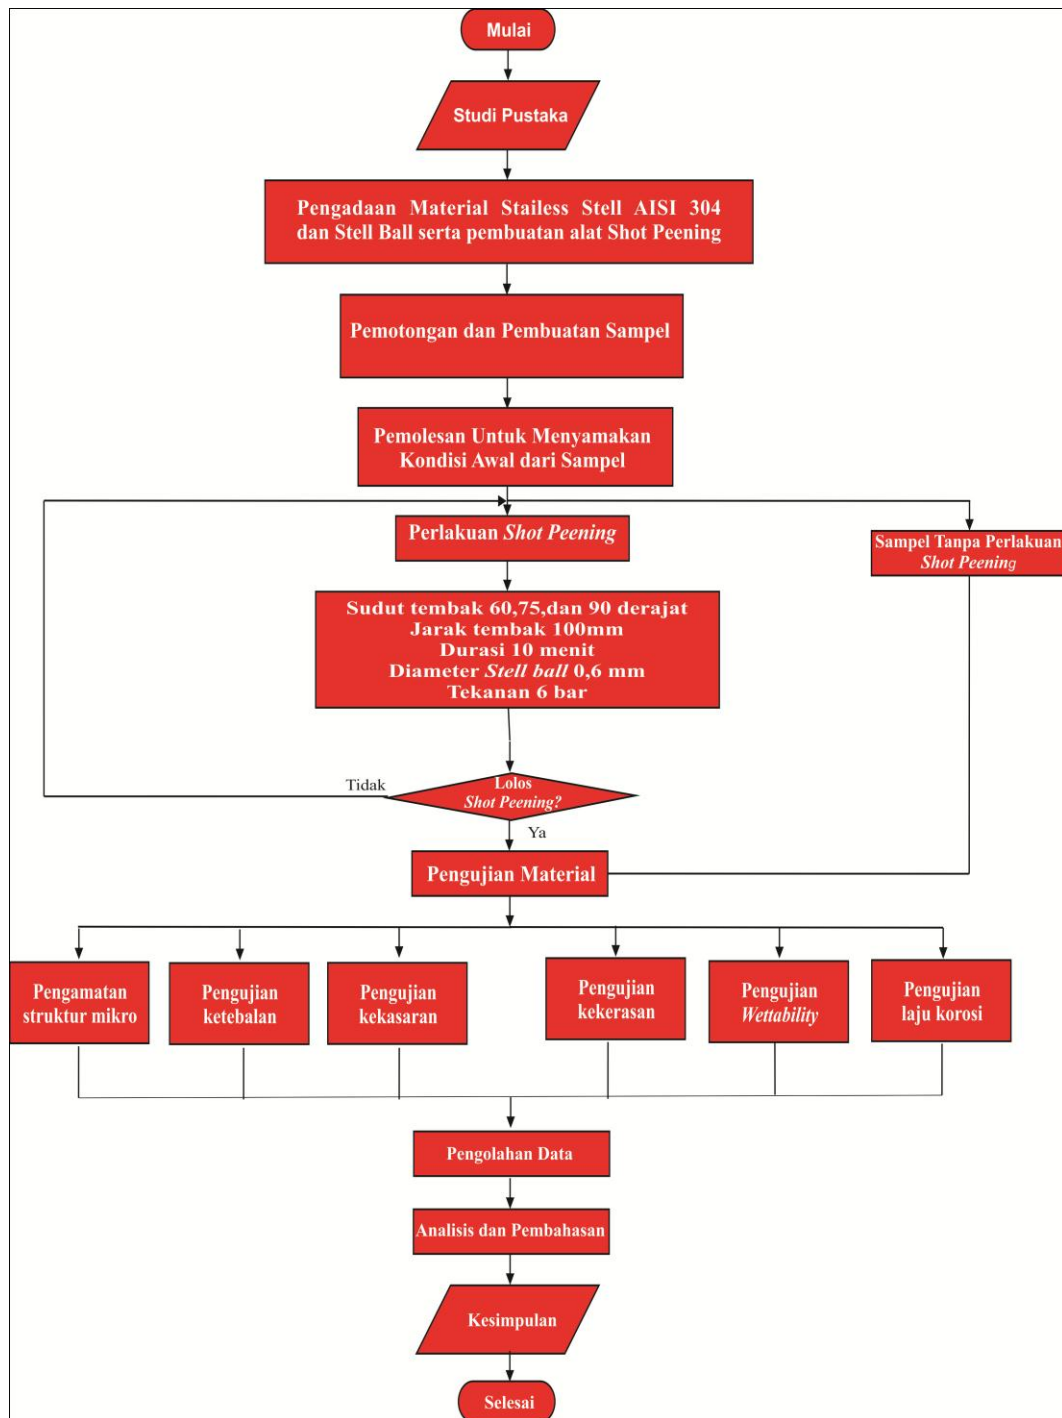 Mulai
Studi Pustaka
Pengadaan Material Stailess Stell AISI 304
dan Stell Ball serta pembuatan alat Shot Peening
Pemotongan dan Pembuatan Sampel
Pemolesan Untuk Menyamakan
Kondisi Awal dari Sampel
Perlakuan Shot Peening
Sampel Tanpa Perlakuan
Shot Peening
Sudut tembak 60,75,dan 90 derajat
Jarak tembak 100mm
Durasi 10 menit
Diameter Stell ball 0,6 mm
Tekanan 6 bar
Tidak
Lolos
Shot Peening?
Ya
Pengujian Material
Pengamatan
struktur mikro
Pengujian
ketebalan
Pengujian
kekasaran
Pengujian
kekerasan
Pengujian
Wettability
Pengujian
laju korosi
Pengolahan Data
Analisis dan Pembahasan
Kesimpulan
Selesai